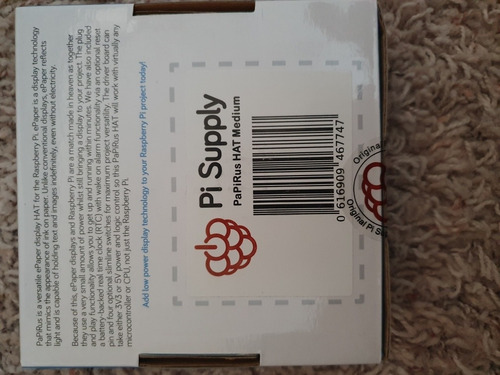 PaPiRus is a versatile ePaper display HAT for the Raspberry Pi. ePaper is a display technology
that mimics the appearance of ink on paper. Unlike conventional displays, ePaper reflects
light and is capable of holding text and images indefinitely, even without electricity.
Because of this, ePaper displays and Raspberry Pi are a match made in heaven as together
they use a very small amount of power whilst still bringing a display to your project. The plug
and play functionality allows you to get up and running within minutes. We have also included
a battery-backed real time clock (RTC) with wake on alarm functionality via an optional reset
pin and four optional slimline switches for maximum project versatility. The driver board can
take either 3V3 or 5V power and logic control so this PaPiRus HAT will work with virtually any
microcontroller or CPU, not just the Raspberry Pi.
Add low power display technology to your Raspberry Pi project today!
Pi Supply
PaPiRus HAT Medium
0 616909 467747
Original
Original Pi S